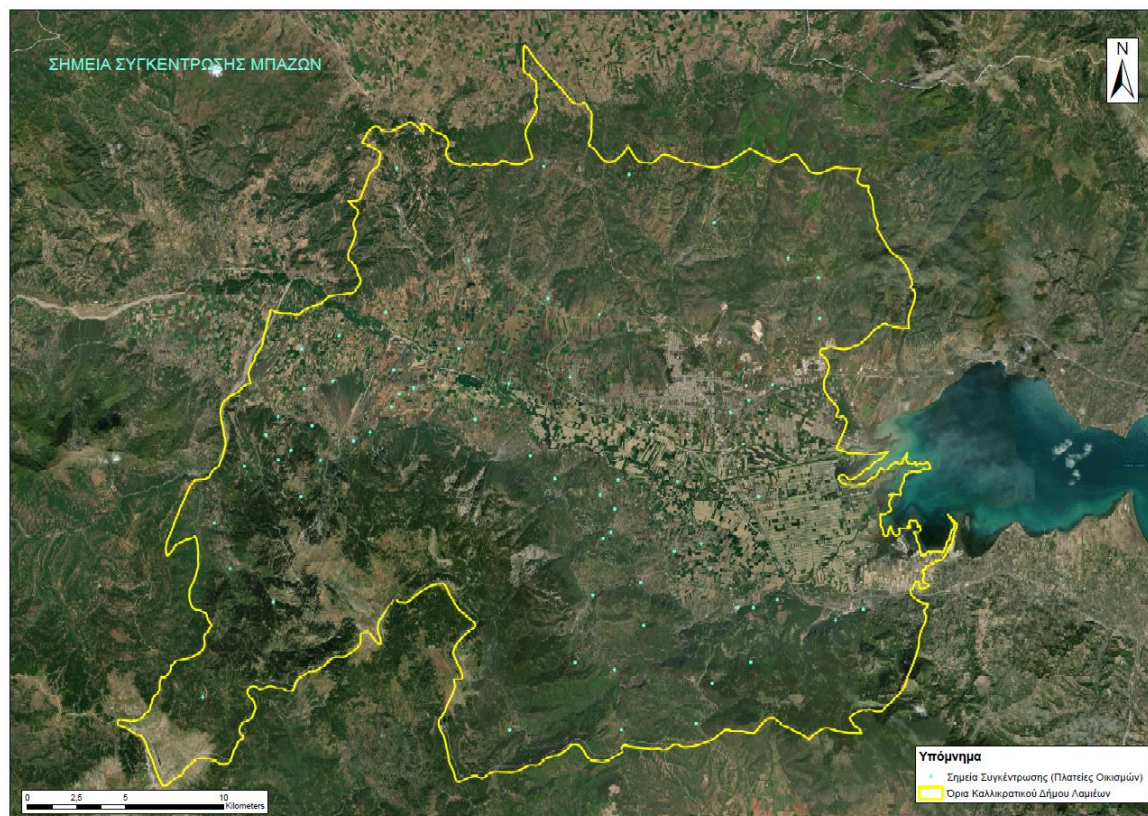 ΣΗΜΕΙΑ ΣΥΓΚΕΝΤΡΩΣΗΣ ΜΠΑΖΩΝ
N
Υπόμνημα
Σημεία Συγκέντρωσης (Πλατείες Οικισμών)
Όρια Καλλικρατικού Δήμου Λαμιέων
0 2,5 5 10
Kilometers